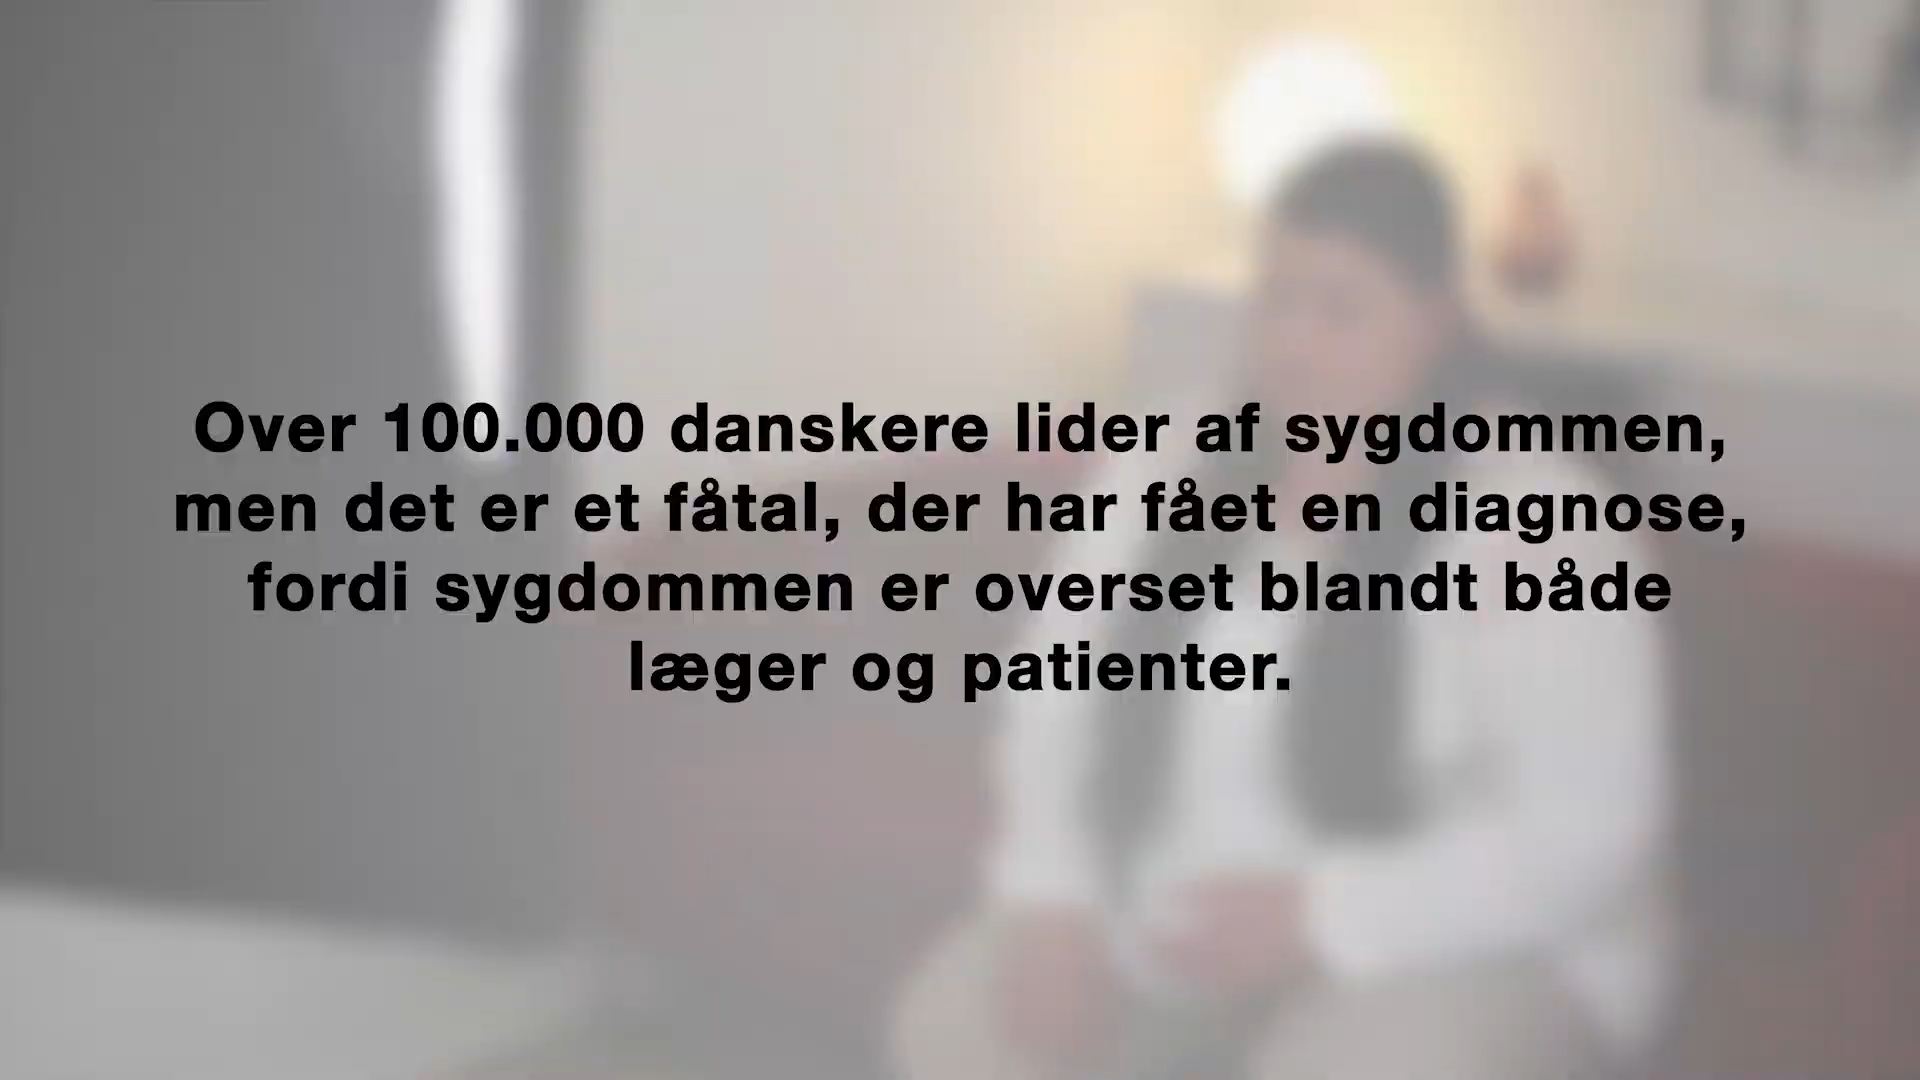 Over 100.000 danskere lider af sygdommen,
men det er et fåtal, der har fået en diagnose,
fordi sygdommen er overset blandt både
læger og patienter.